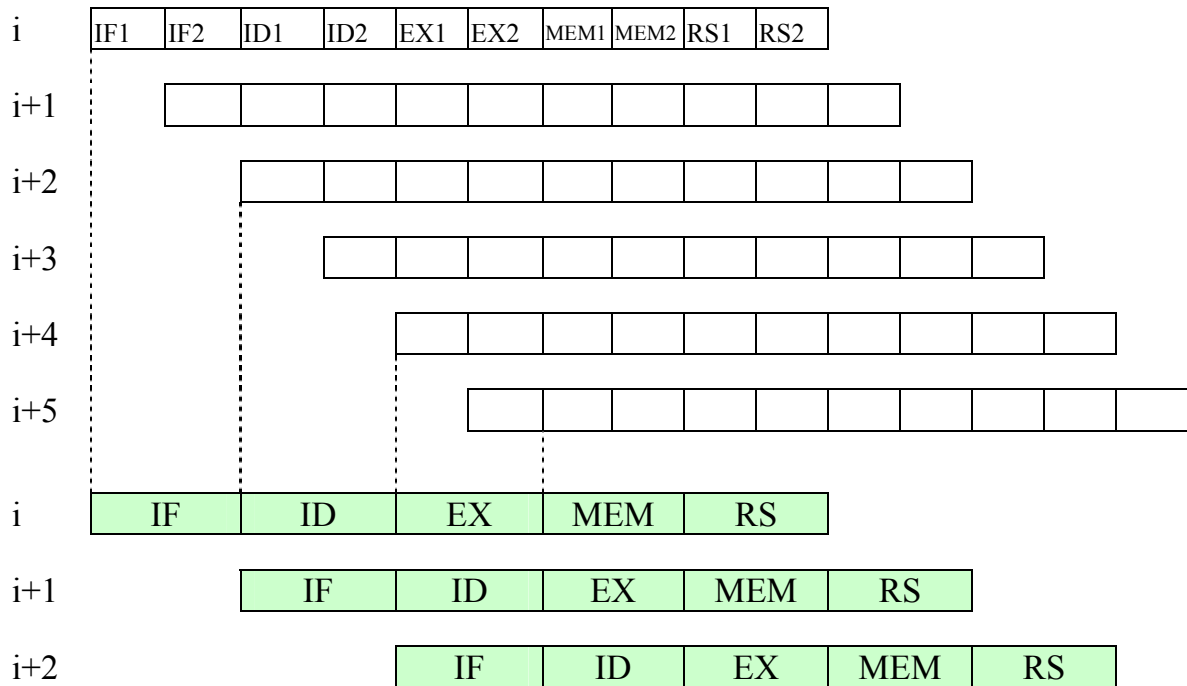 i IF1 IF2 ID1 ID2 EX1 EX2 MEM1 MEM2 RS1 RS2
i+1
i+2
i+3
i+4
i+5
i IF ID EX MEM RS
i+1 IF ID EX MEM RS
i+2 IF ID EX MEM RS